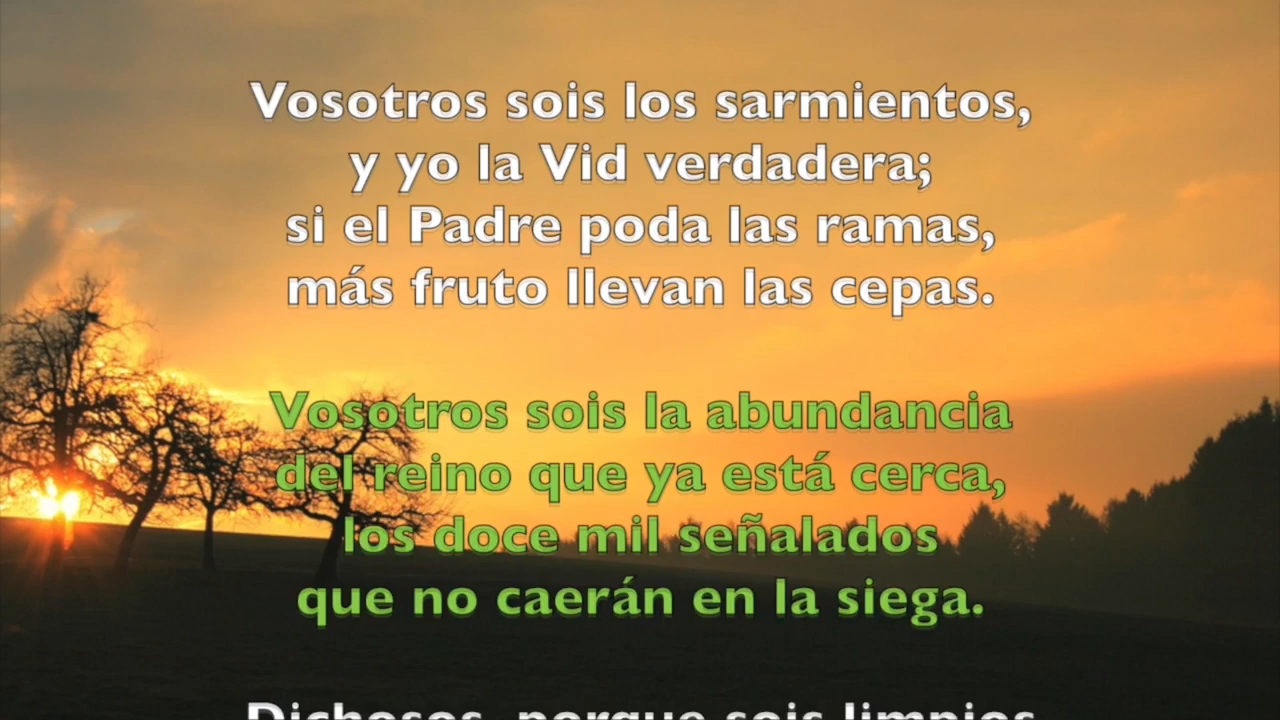 Vosotros sois los sarmientos,
y yo la Vid verdadera;
si el Padre poda las ramas,
más fruto llevan las cepas.
Vosotros sois la abundancia
del reino que ya está cerca,
los doce mil señalados
que no caerán en la siega.
Dichosos, porque sois limpios